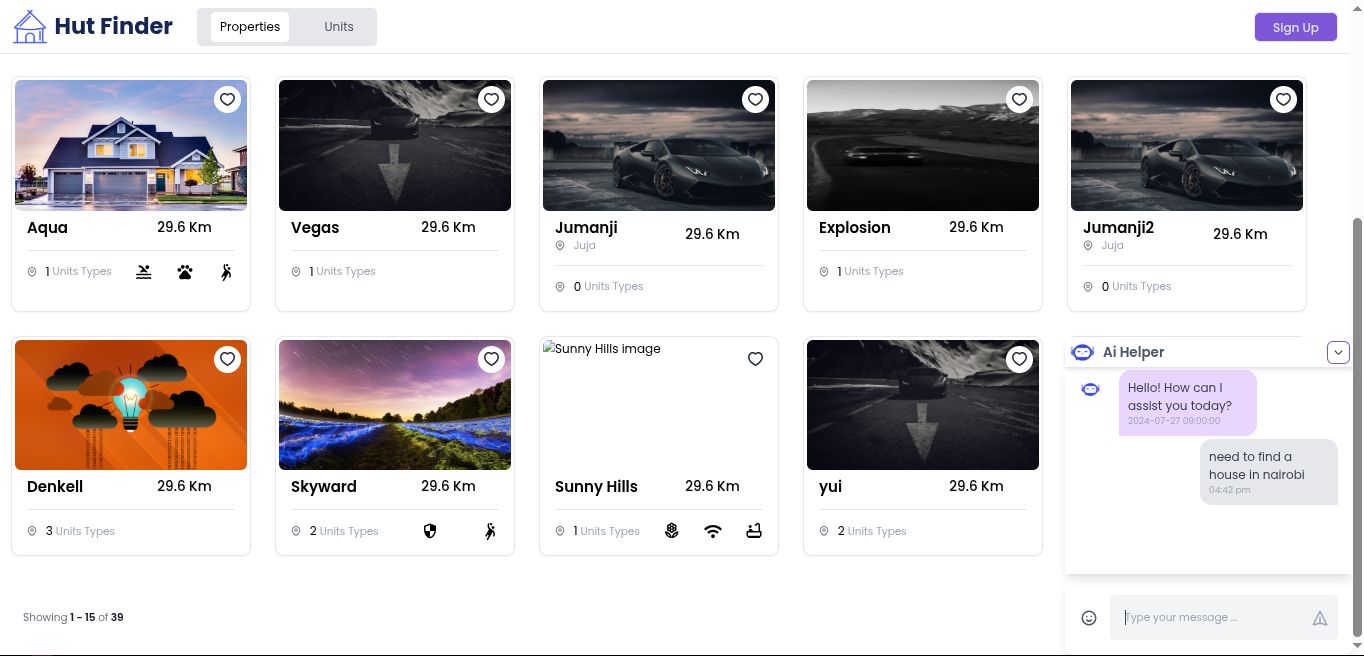 Hut Finder
Properties
Units
Sign Up
Aqua 29.6 Km
1 Units Types
Vegas 29.6 Km
1 Units Types
Jumanji 29.6 Km
Juja
0 Units Types
Explosion 29.6 Km
1 Units Types
Jumanji2 29.6 Km
Juja
0 Units Types
Denkell 29.6 Km
3 Units Types
Skyward 29.6 Km
2 Units Types
Sunny Hills image
Sunny Hills 29.6 Km
1 Units Types
yui 29.6 Km
2 Units Types
Ai Helper
Hello! How can I
assist you today?
2024-07-27 09:00:00
need to find a
house in nairobi
04:42 pm
Type your message ...
Showing 1 - 15 of 39